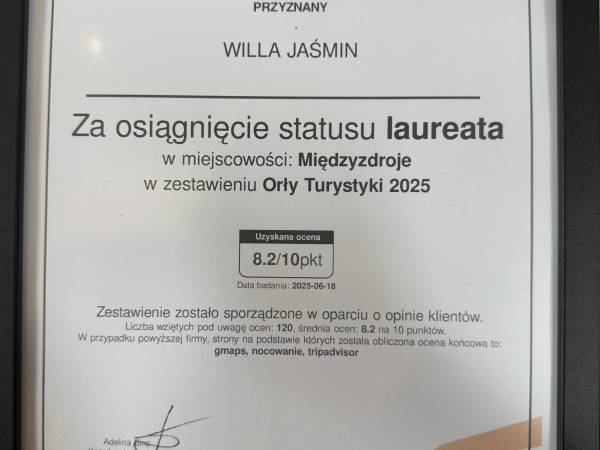 PRZYZNANY
WILLA JAŚMIN
Za osiągnięcie statusu laureata
w miejscowości: Międzyzdroje
w zestawieniu Orły Turystyki 2025
Uzyskana ocena
8.2/10pkt
Data badania: 2025-06-18
Zestawienie zostało sporządzone w oparciu o opinie klientów.
Liczba wziętych pod uwagę ocen: 120, średnia ocen: 8.2 na 10 punktów.
W przypadku powyższej firmy, strony na podstawie których została obliczona ocena końcowa to:
gmaps, nocowanie, tripadvisor
Adelina